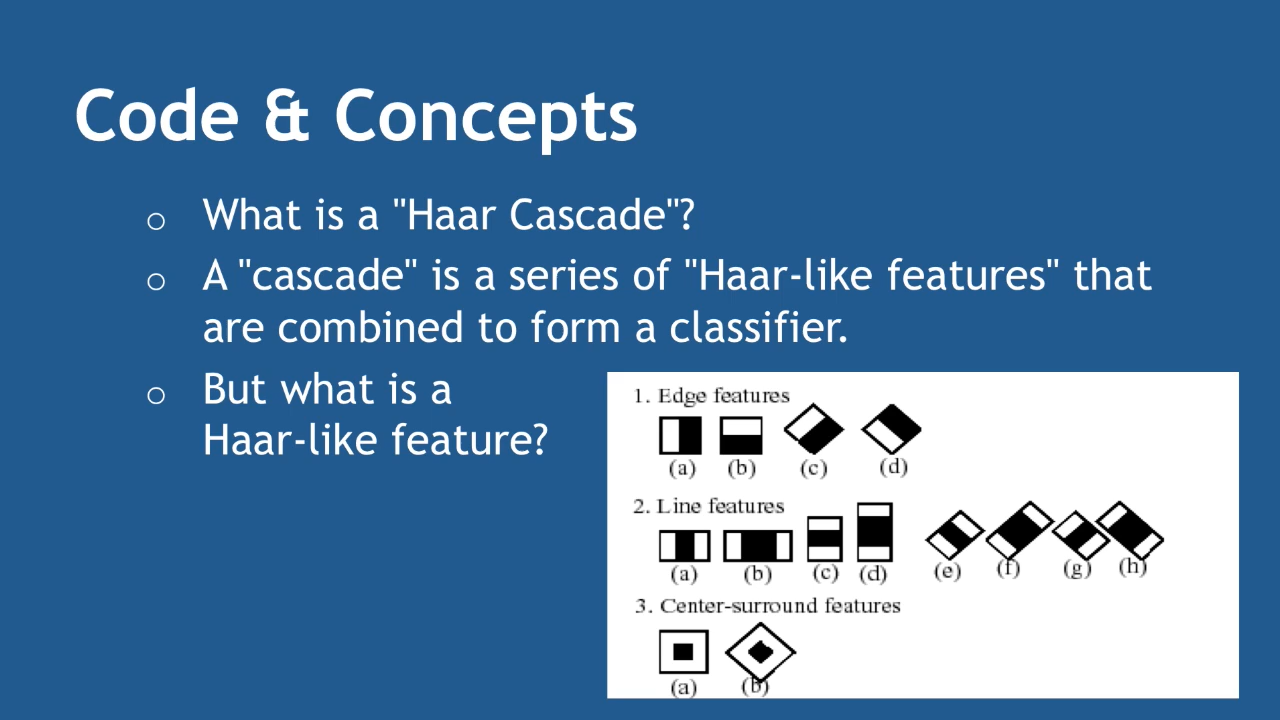 Code & Concepts
o What is a "Haar Cascade"?
o A "cascade" is a series of "Haar-like features" that
are combined to form a classifier.
o But what is a
Haar-like feature?
1. Edge features
(a) (b) (c) (d)
2. Line features
(a) (b) (c) (d) (e) (f) (g) (h)
3. Center-surround features
(a) (b)